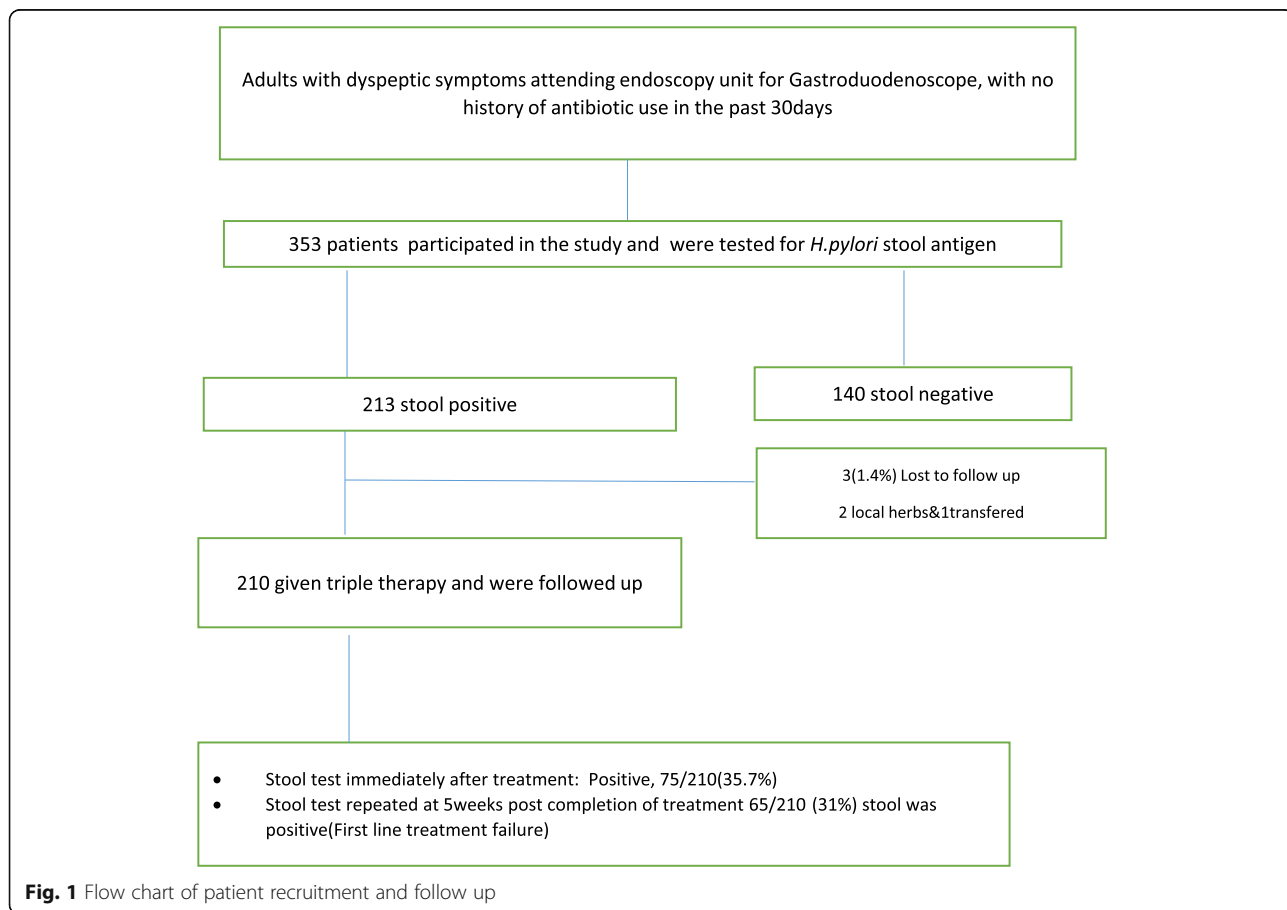 Adults with dyspeptic symptoms attending endoscopy unit for Gastroduodenoscope, with no
history of antibiotic use in the past 30days
353 patients participated in the study and were tested for H.pylori stool antigen
213 stool positive
140 stool negative
3(1.4%) Lost to follow up
2 local herbs&1transfered
210 given triple therapy and were followed up
• Stool test immediately after treatment: Positive, 75/210(35.7%)
• Stool test repeated at 5weeks post completion of treatment 65/210 (31%) stool was
positive(First line treatment failure)
Fig. 1 Flow chart of patient recruitment and follow up